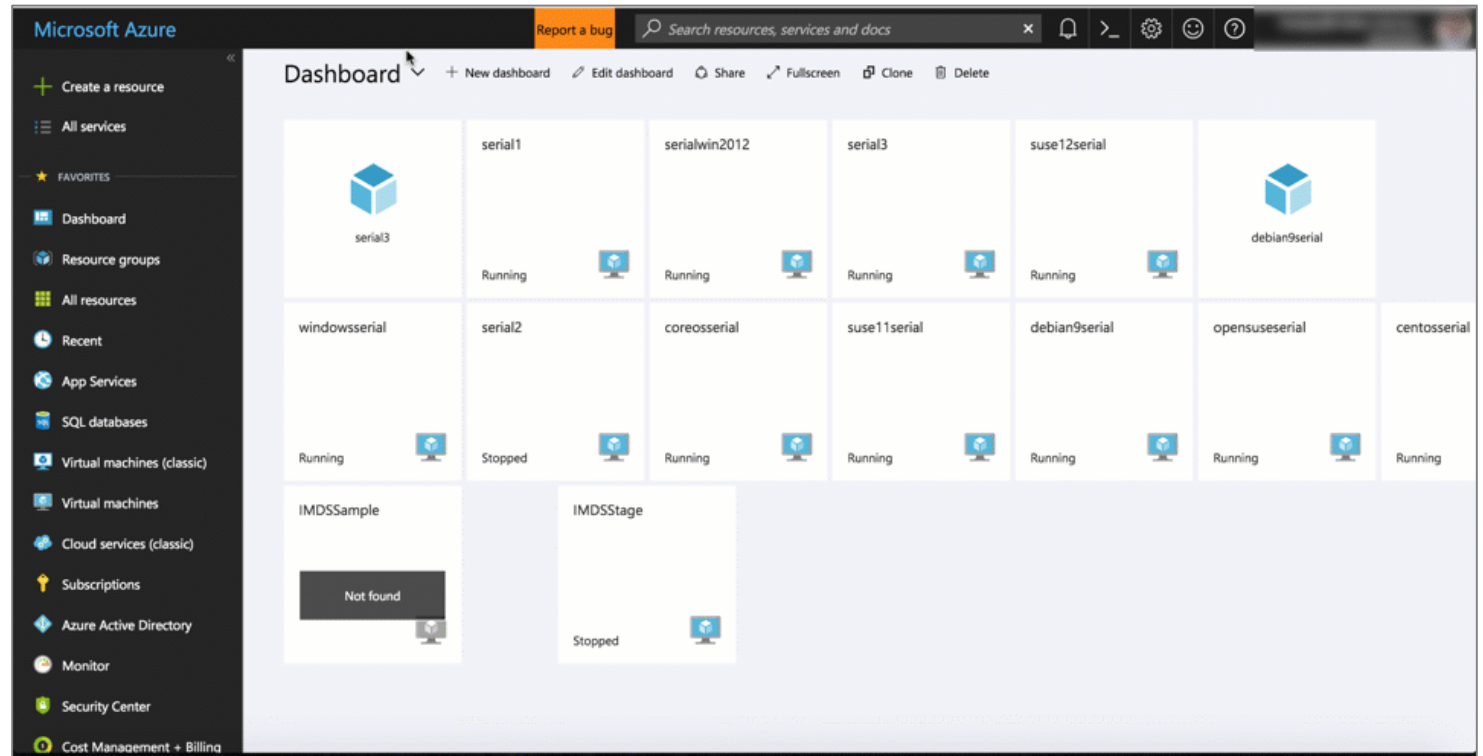 Microsoft Azure
Report a bug
Search resources, services and docs
Create a resource
All services
FAVORITES
Dashboard
Resource groups
All resources
Recent
App Services
SQL databases
Virtual machines (classic)
Virtual machines
Cloud services (classic)
Subscriptions
Azure Active Directory
Monitor
Security Center
Cost Management + Billing
Dashboard
New dashboard
Edit dashboard
Share
Fullscreen
Clone
Delete
serial3
serial1
Running
serialwin2012
Running
serial3
Running
suse12serial
Running
debian9serial
windowsserial
Running
serial2
Stopped
coreosserial
Running
suse11serial
Running
debian9serial
Running
opensuseserial
Running
centosserial
Running
IMDSSample
Not found
IMDSStage
Stopped